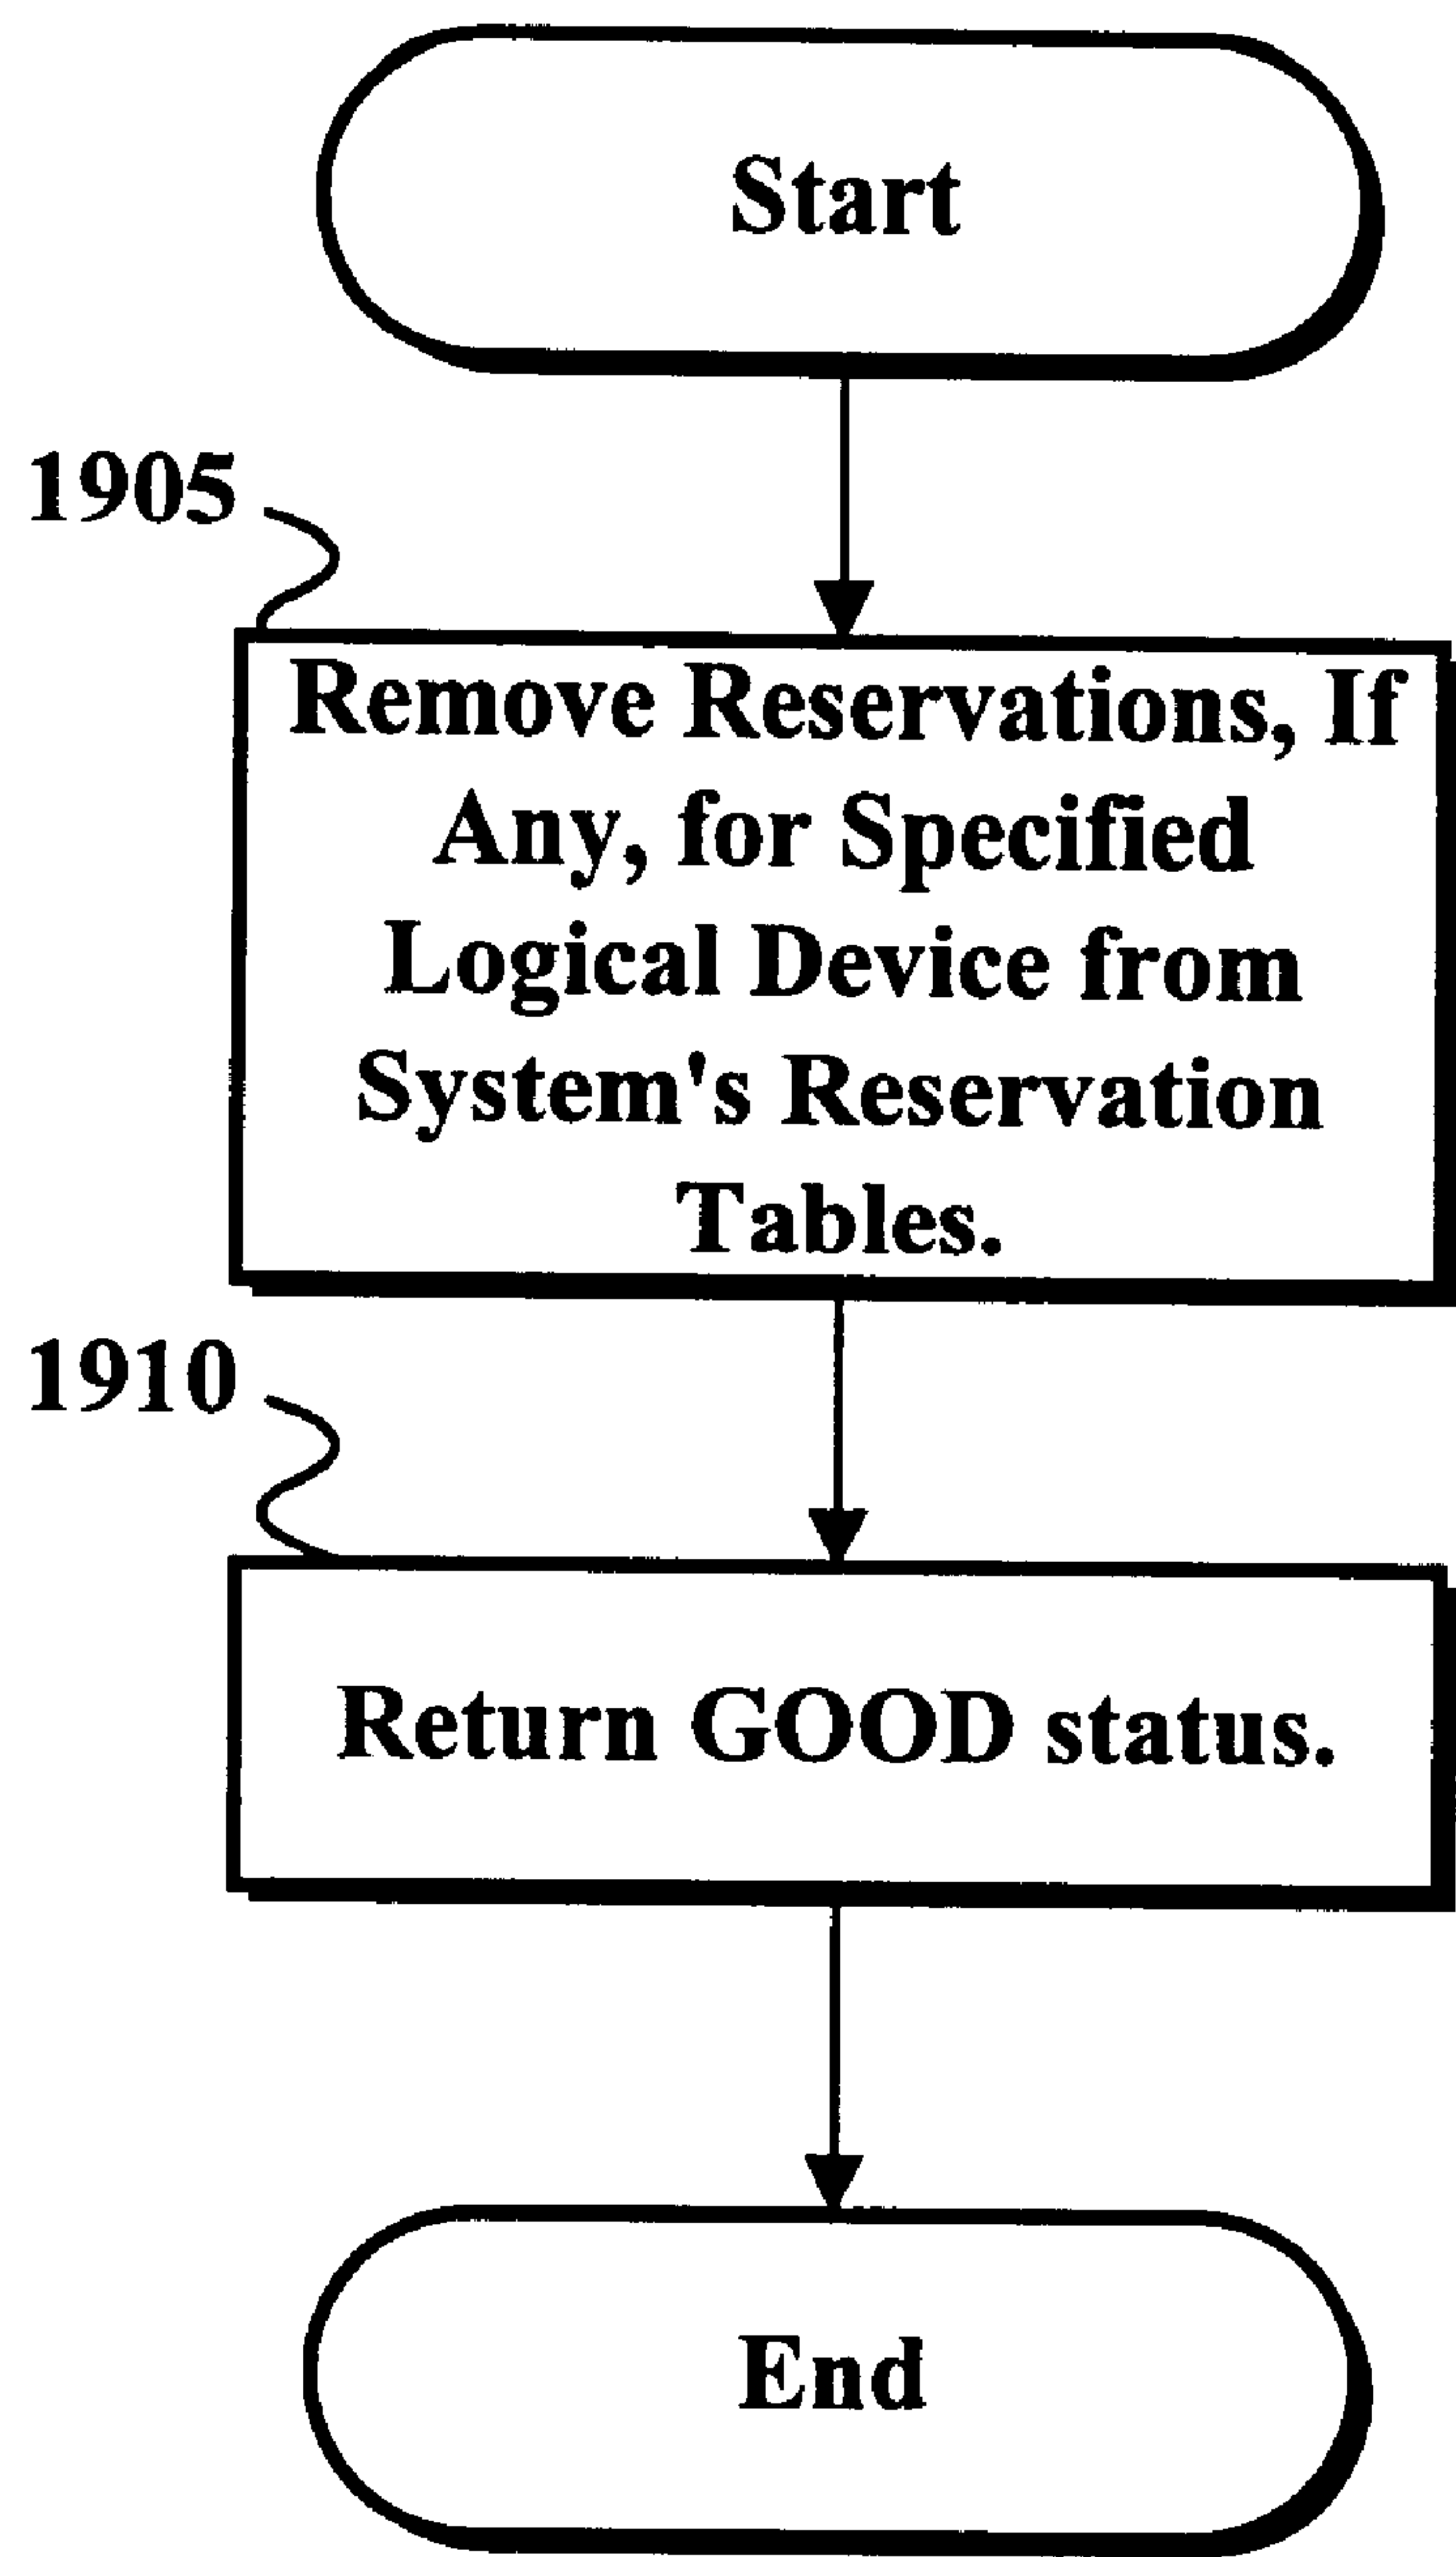 Start
1905
Remove Reservations, If
Any, for Specified
Logical Device from
System's Reservation
Tables.
1910
Return GOOD status.
End